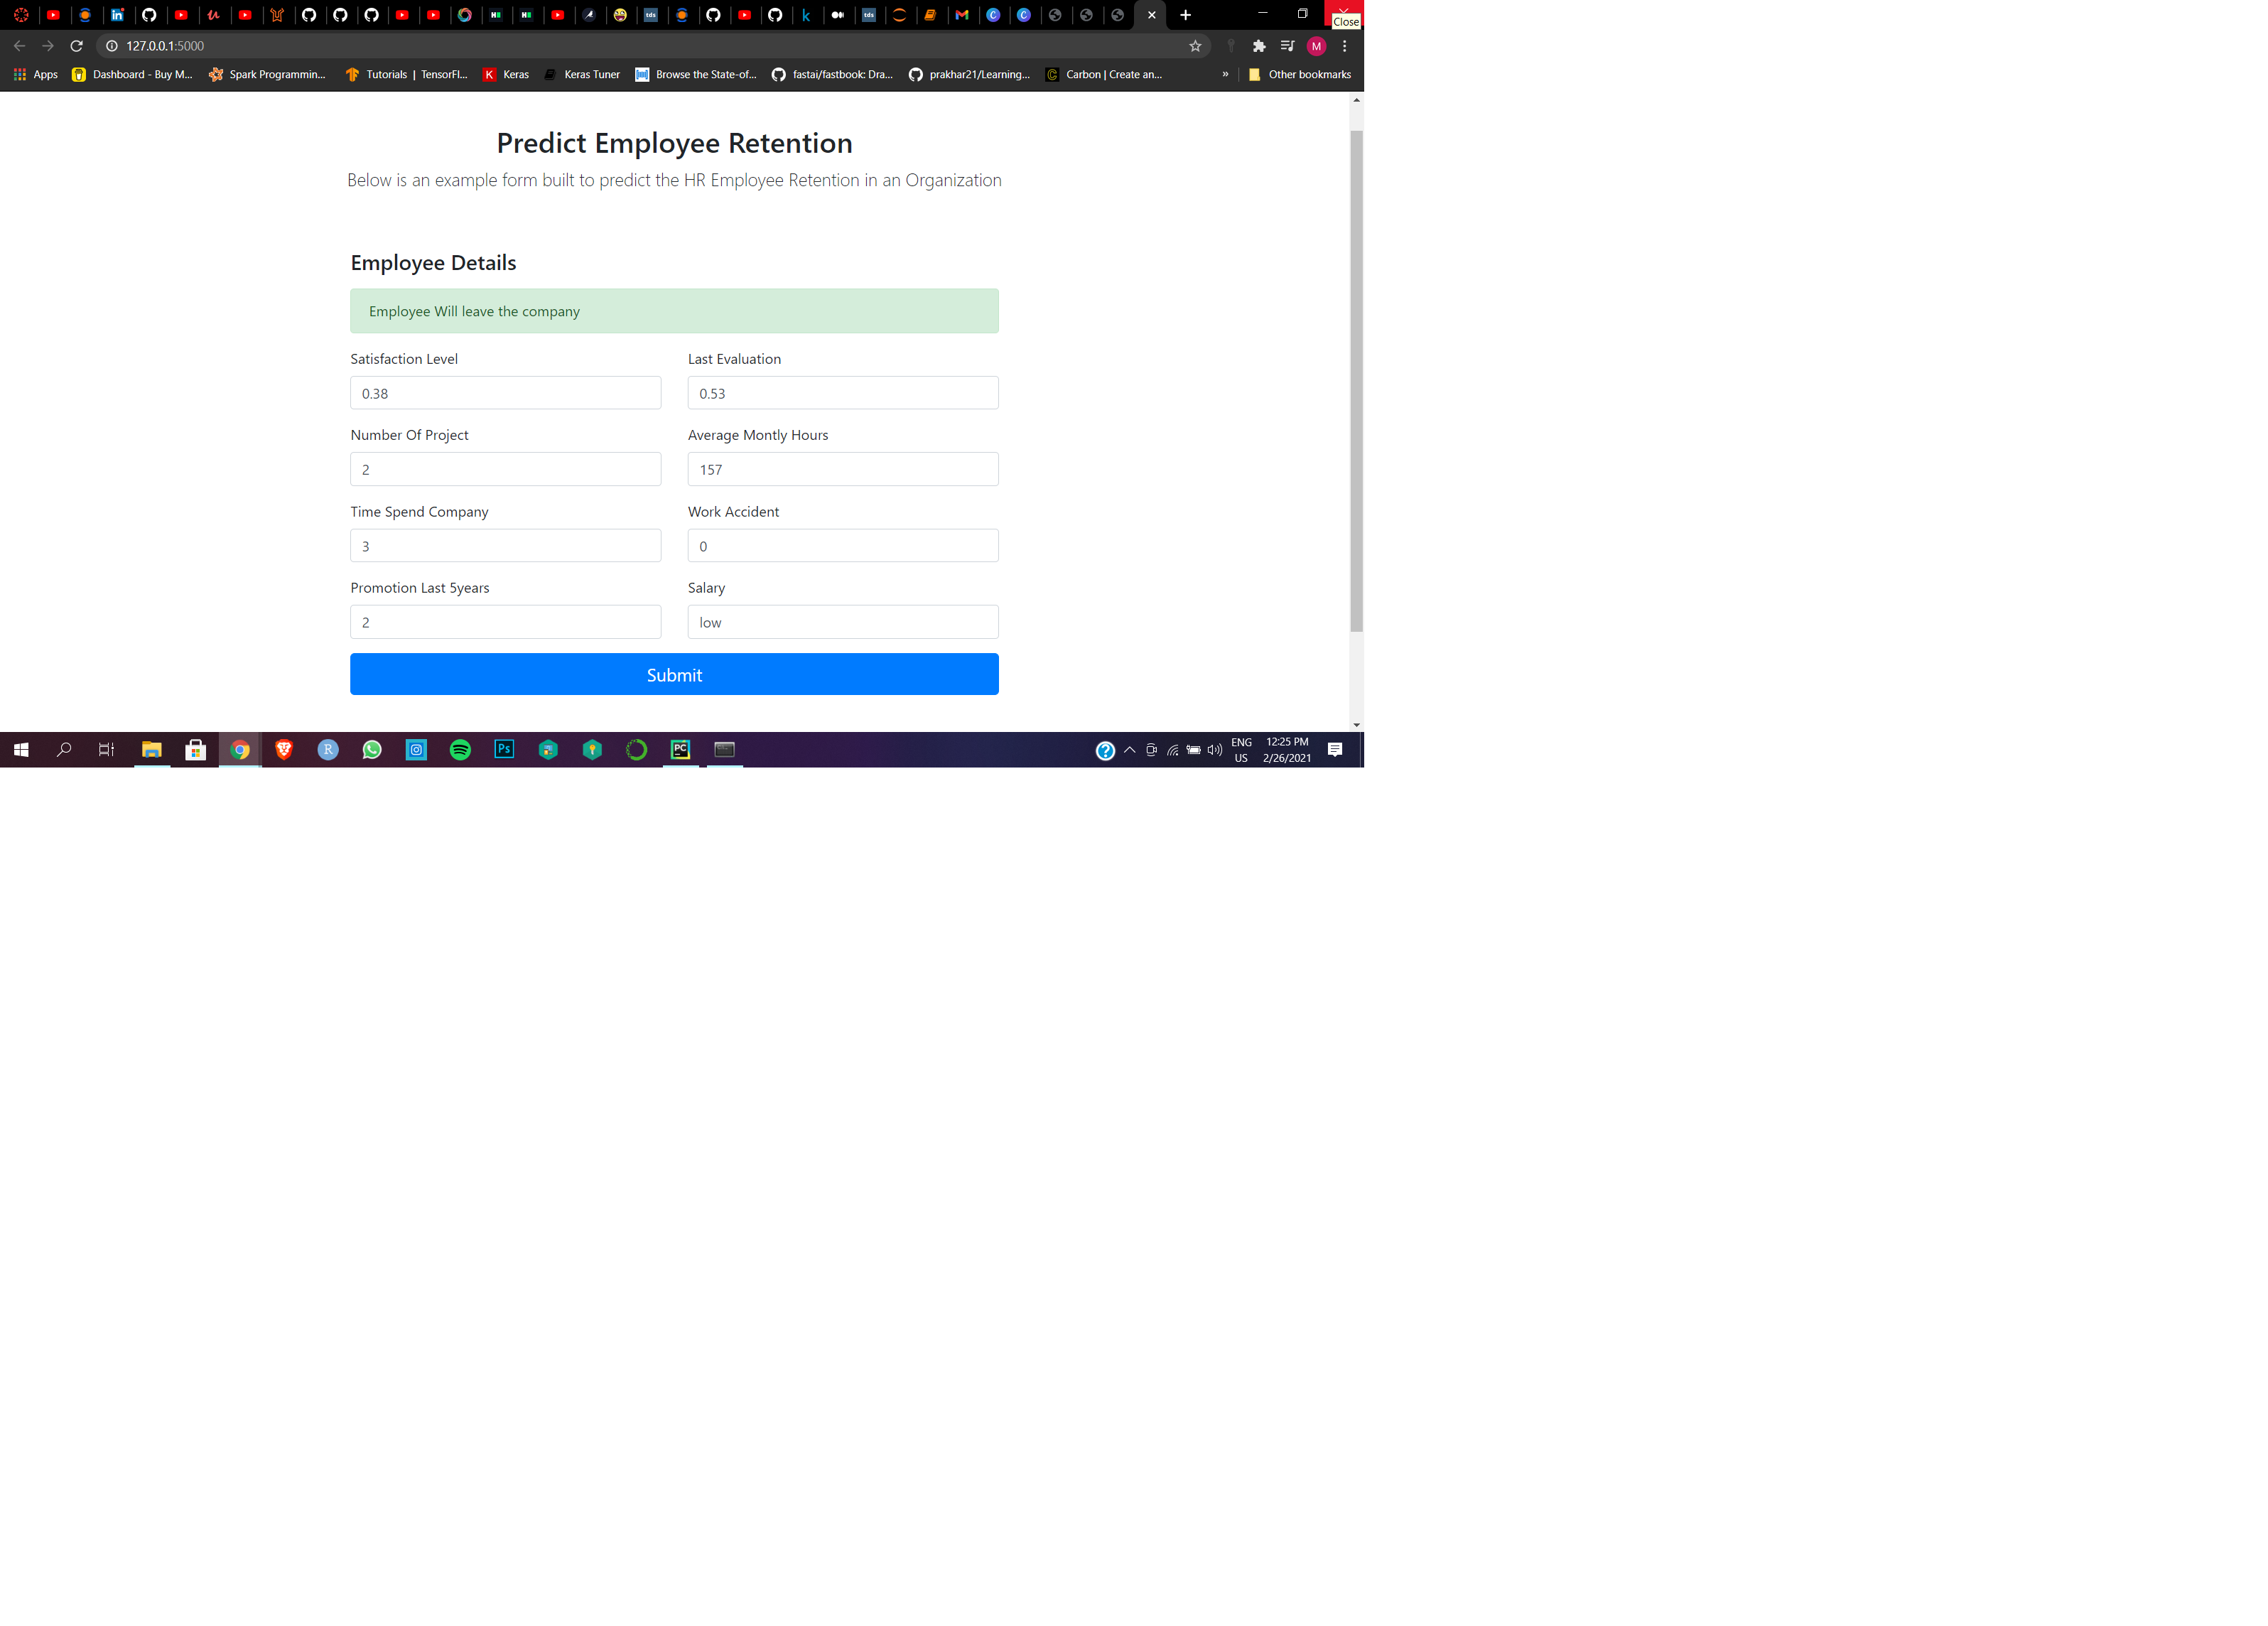 Close
127.0.0.1:5000
M
Apps
Dashboard - Buy M...
Spark Programmin...
Tutorials | TensorFl...
K
Keras
Keras Tuner
Browse the State-of...
fastai/fastbook: Dra...
prakhar21/Learning...
Carbon | Create an...
»
Other bookmarks
Predict Employee Retention
Below is an example form built to predict the HR Employee Retention in an Organization
Employee Details
Employee Will leave the company
Satisfaction Level
Last Evaluation
0.38
0.53
Number Of Project
Average Montly Hours
2
157
Time Spend Company
Work Accident
3
0
Promotion Last 5years
Salary
2
low
Submit
R
Ps
PC
ENG
US
12:25 PM
2/26/2021